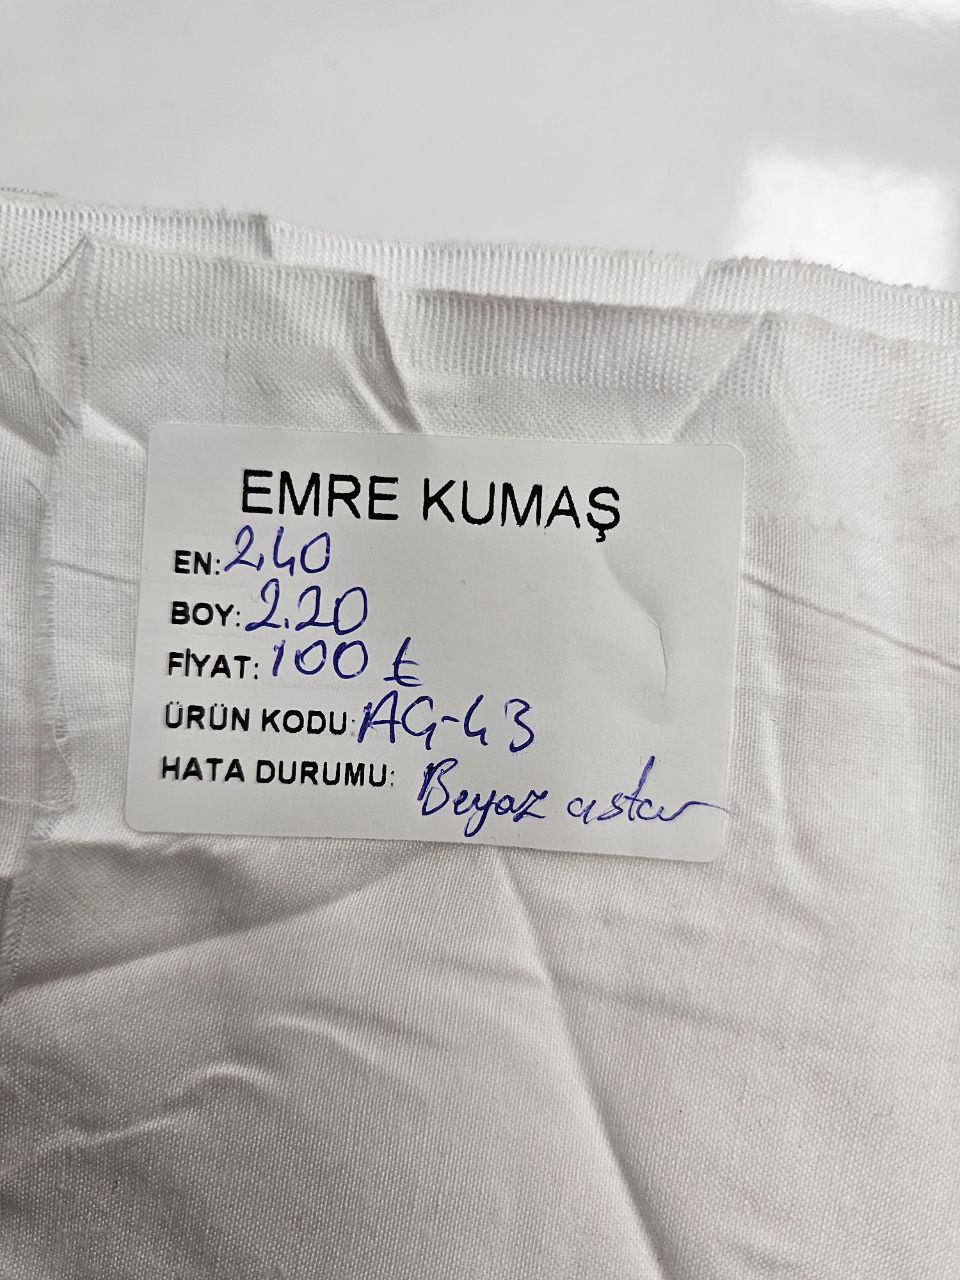 EMRE KUMAŞ
EN: 2.40
BOY: 2.20
FİYAT: 100 ₺
ÜRÜN KODU: AG-43
HATA DURUMU: Beyaz astar